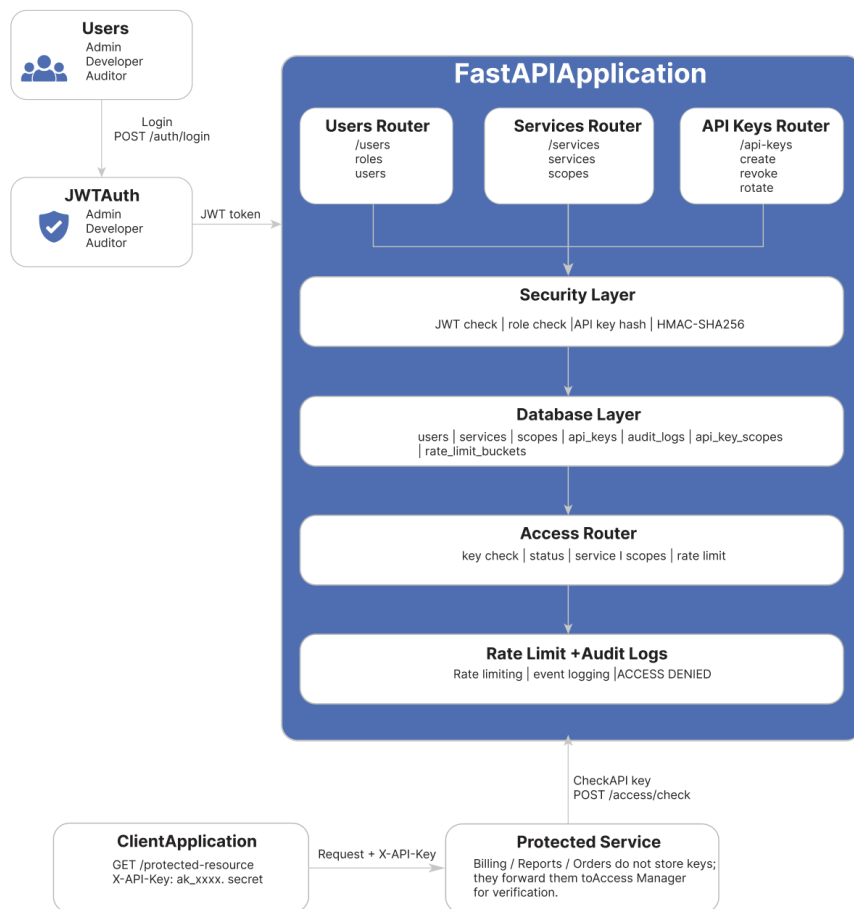 Users
Admin
Developer
Auditor
Login
POST /auth/login
JWTAuth
Admin
Developer
Auditor
JWT token
FastAPIApplication
Users Router
/users
roles
users
Services Router
/services
services
scopes
API Keys Router
/api-keys
create
revoke
rotate
Security Layer
JWT check | role check |API key hash | HMAC-SHA256
Database Layer
users | services | scopes | api_keys | audit_logs | api_key_scopes
| rate_limit_buckets
Access Router
key check | status | service I scopes | rate limit
Rate Limit +Audit Logs
Rate limiting | event logging |ACCESS DENIED
CheckAPI key
POST /access/check
ClientApplication
GET /protected-resource
X-API-Key: ak_xxxx. secret
Request + X-API-Key
Protected Service
Billing / Reports / Orders do not store keys;
they forward them toAccess Manager
for verification.